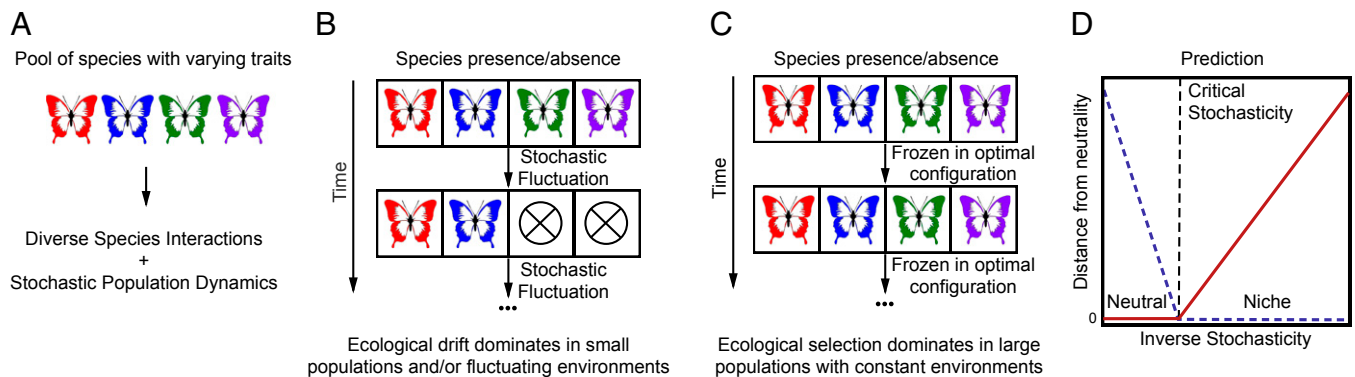 A
Pool of species with varying traits
Diverse Species Interactions
+
Stochastic Population Dynamics
B
Species presence/absence
Time
Stochastic
Fluctuation
Stochastic
Fluctuation
...
Ecological drift dominates in small
populations and/or fluctuating environments
C
Species presence/absence
Time
Frozen in optimal
configuration
Frozen in optimal
configuration
...
Ecological selection dominates in large
populations with constant environments
D
Prediction
Critical
Stochasticity
Distance from neutrality
Neutral
Niche
0
Inverse Stochasticity